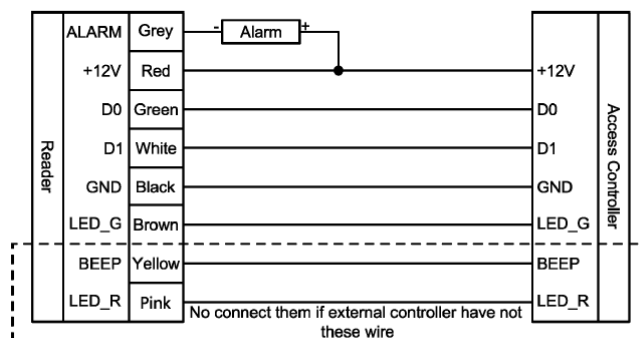 ALARM Grey - Alarm +
+12V Red +12V
D0 Green D0
D1 White D1
Reader
Access Controller
GND Black GND
LED_G Brown LED_G
BEEP Yellow BEEP
LED_R Pink LED_R
No connect them if external controller have not
these wire